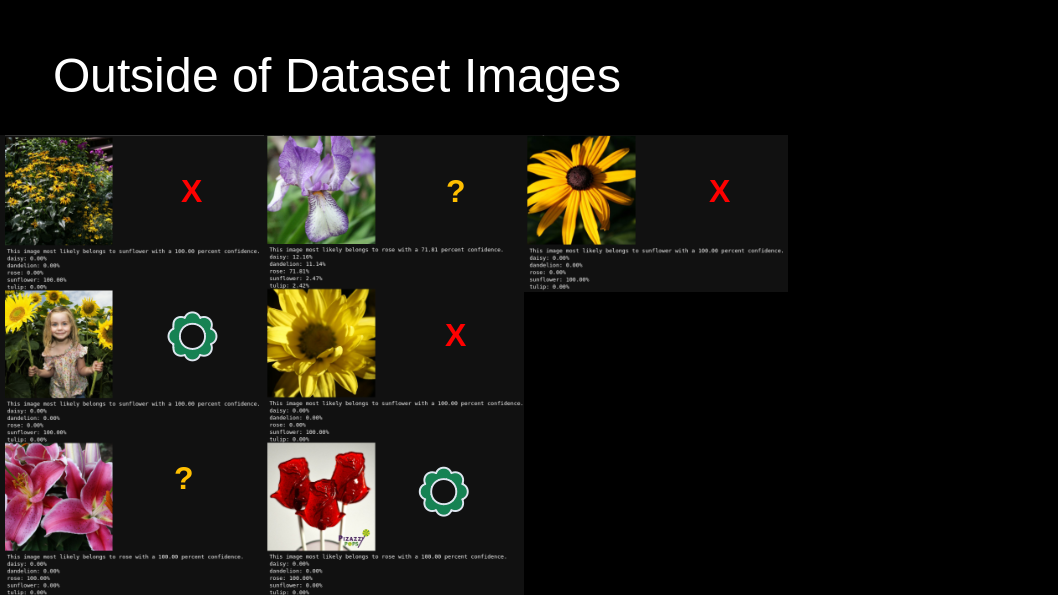 Outside of Dataset Images
X
This image most likely belongs to sunflower with a 100.00 percent confidence.
daisy: 0.00%
dandelion: 0.00%
rose: 0.00%
sunflower: 100.00%
tulip: 0.00%
?
This image most likely belongs to rose with a 71.81 percent confidence.
daisy: 12.16%
dandelion: 11.14%
rose: 71.81%
sunflower: 2.47%
tulip: 2.42%
X
This image most likely belongs to sunflower with a 100.00 percent confidence.
daisy: 0.00%
dandelion: 0.00%
rose: 0.00%
sunflower: 100.00%
tulip: 0.00%
This image most likely belongs to sunflower with a 100.00 percent confidence.
daisy: 0.00%
dandelion: 0.00%
rose: 0.00%
sunflower: 100.00%
tulip: 0.00%
X
This image most likely belongs to sunflower with a 100.00 percent confidence.
daisy: 0.00%
dandelion: 0.00%
rose: 0.00%
sunflower: 100.00%
tulip: 0.00%
?
This image most likely belongs to rose with a 100.00 percent confidence.
daisy: 0.00%
dandelion: 0.00%
rose: 100.00%
sunflower: 0.00%
tulip: 0.00%
PIZAZZ
POPS
This image most likely belongs to rose with a 100.00 percent confidence.
daisy: 0.00%
dandelion: 0.00%
rose: 100.00%
sunflower: 0.00%
tulip: 0.00%